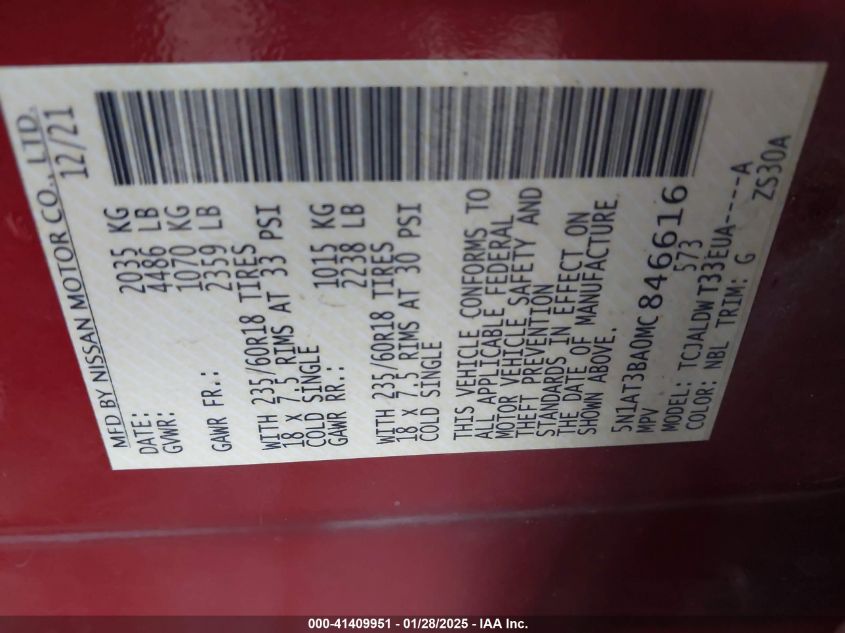 MFD BY NISSAN MOTOR CO., LTD.
DATE: 12/21
GVWR: 2035 KG
4486 LB
GAWR FR.: 1070 KG
2359 LB
WITH 235/60R18 TIRES
18 X 7.5 RIMS AT 33 PSI
COLD SINGLE
GAWR RR.: 1015 KG
2238 LB
WITH 235/60R18 TIRES
18 X 7.5 RIMS AT 30 PSI
COLD SINGLE
THIS VEHICLE CONFORMS TO
ALL APPLICABLE FEDERAL
MOTOR VEHICLE SAFETY AND
THEFT PREVENTION
STANDARDS IN EFFECT ON
THE DATE OF MANUFACTURE
SHOWN ABOVE.
5N1AT3BA0MC846616
MPV 573
MODEL: TCJALDWT33EUA-----A
COLOR: NBL TRIM: G ZS30A
000-41409951 - 01/28/2025 - IAA Inc.